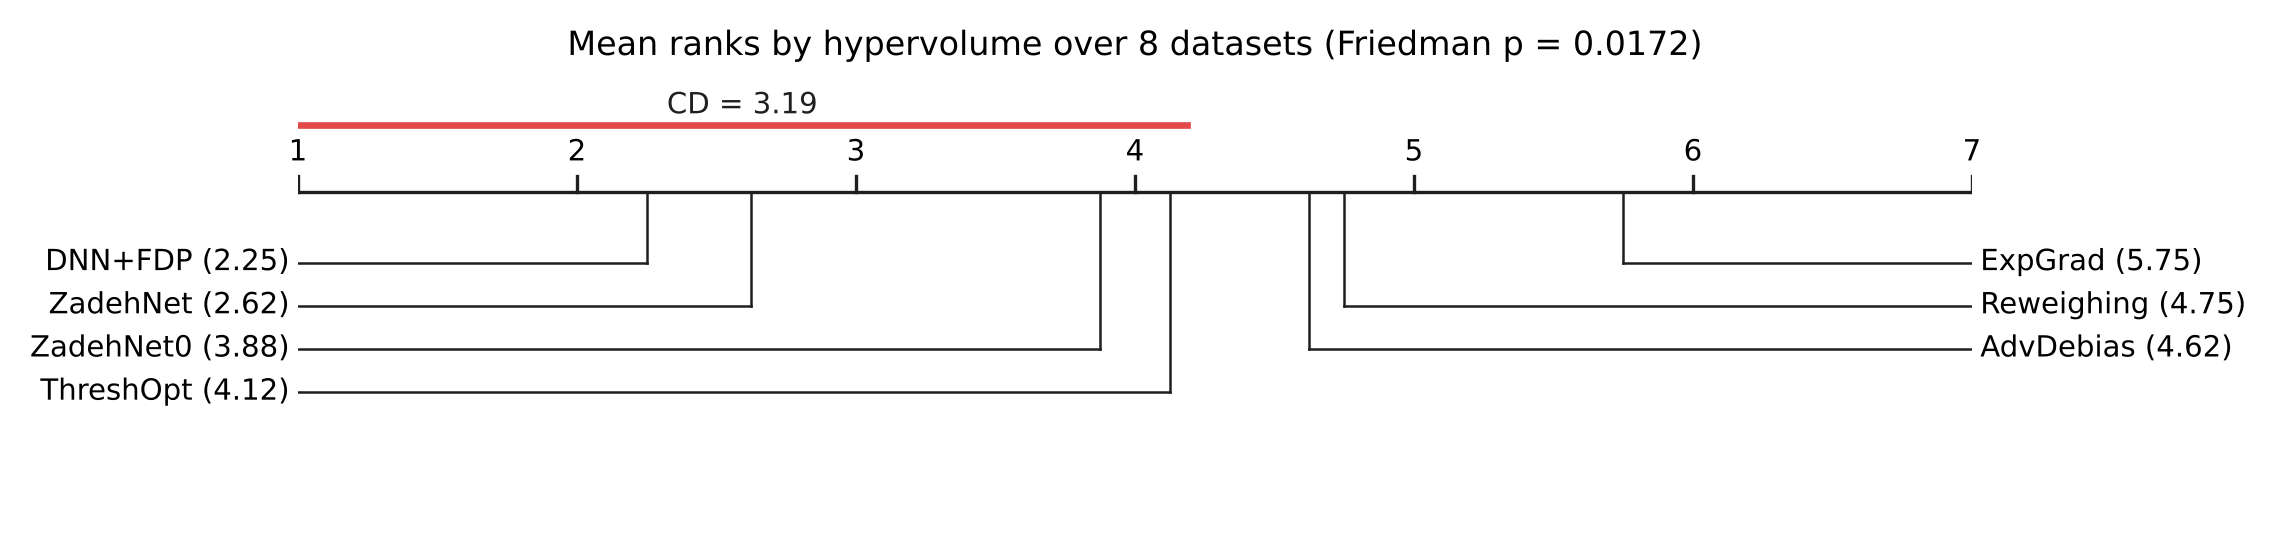 Mean ranks by hypervolume over 8 datasets (Friedman p = 0.0172)
CD = 3.19
1 2 3 4 5 6 7
DNN+FDP (2.25)
ZadehNet (2.62)
ZadehNet0 (3.88)
ThreshOpt (4.12)
ExpGrad (5.75)
Reweighing (4.75)
AdvDebias (4.62)